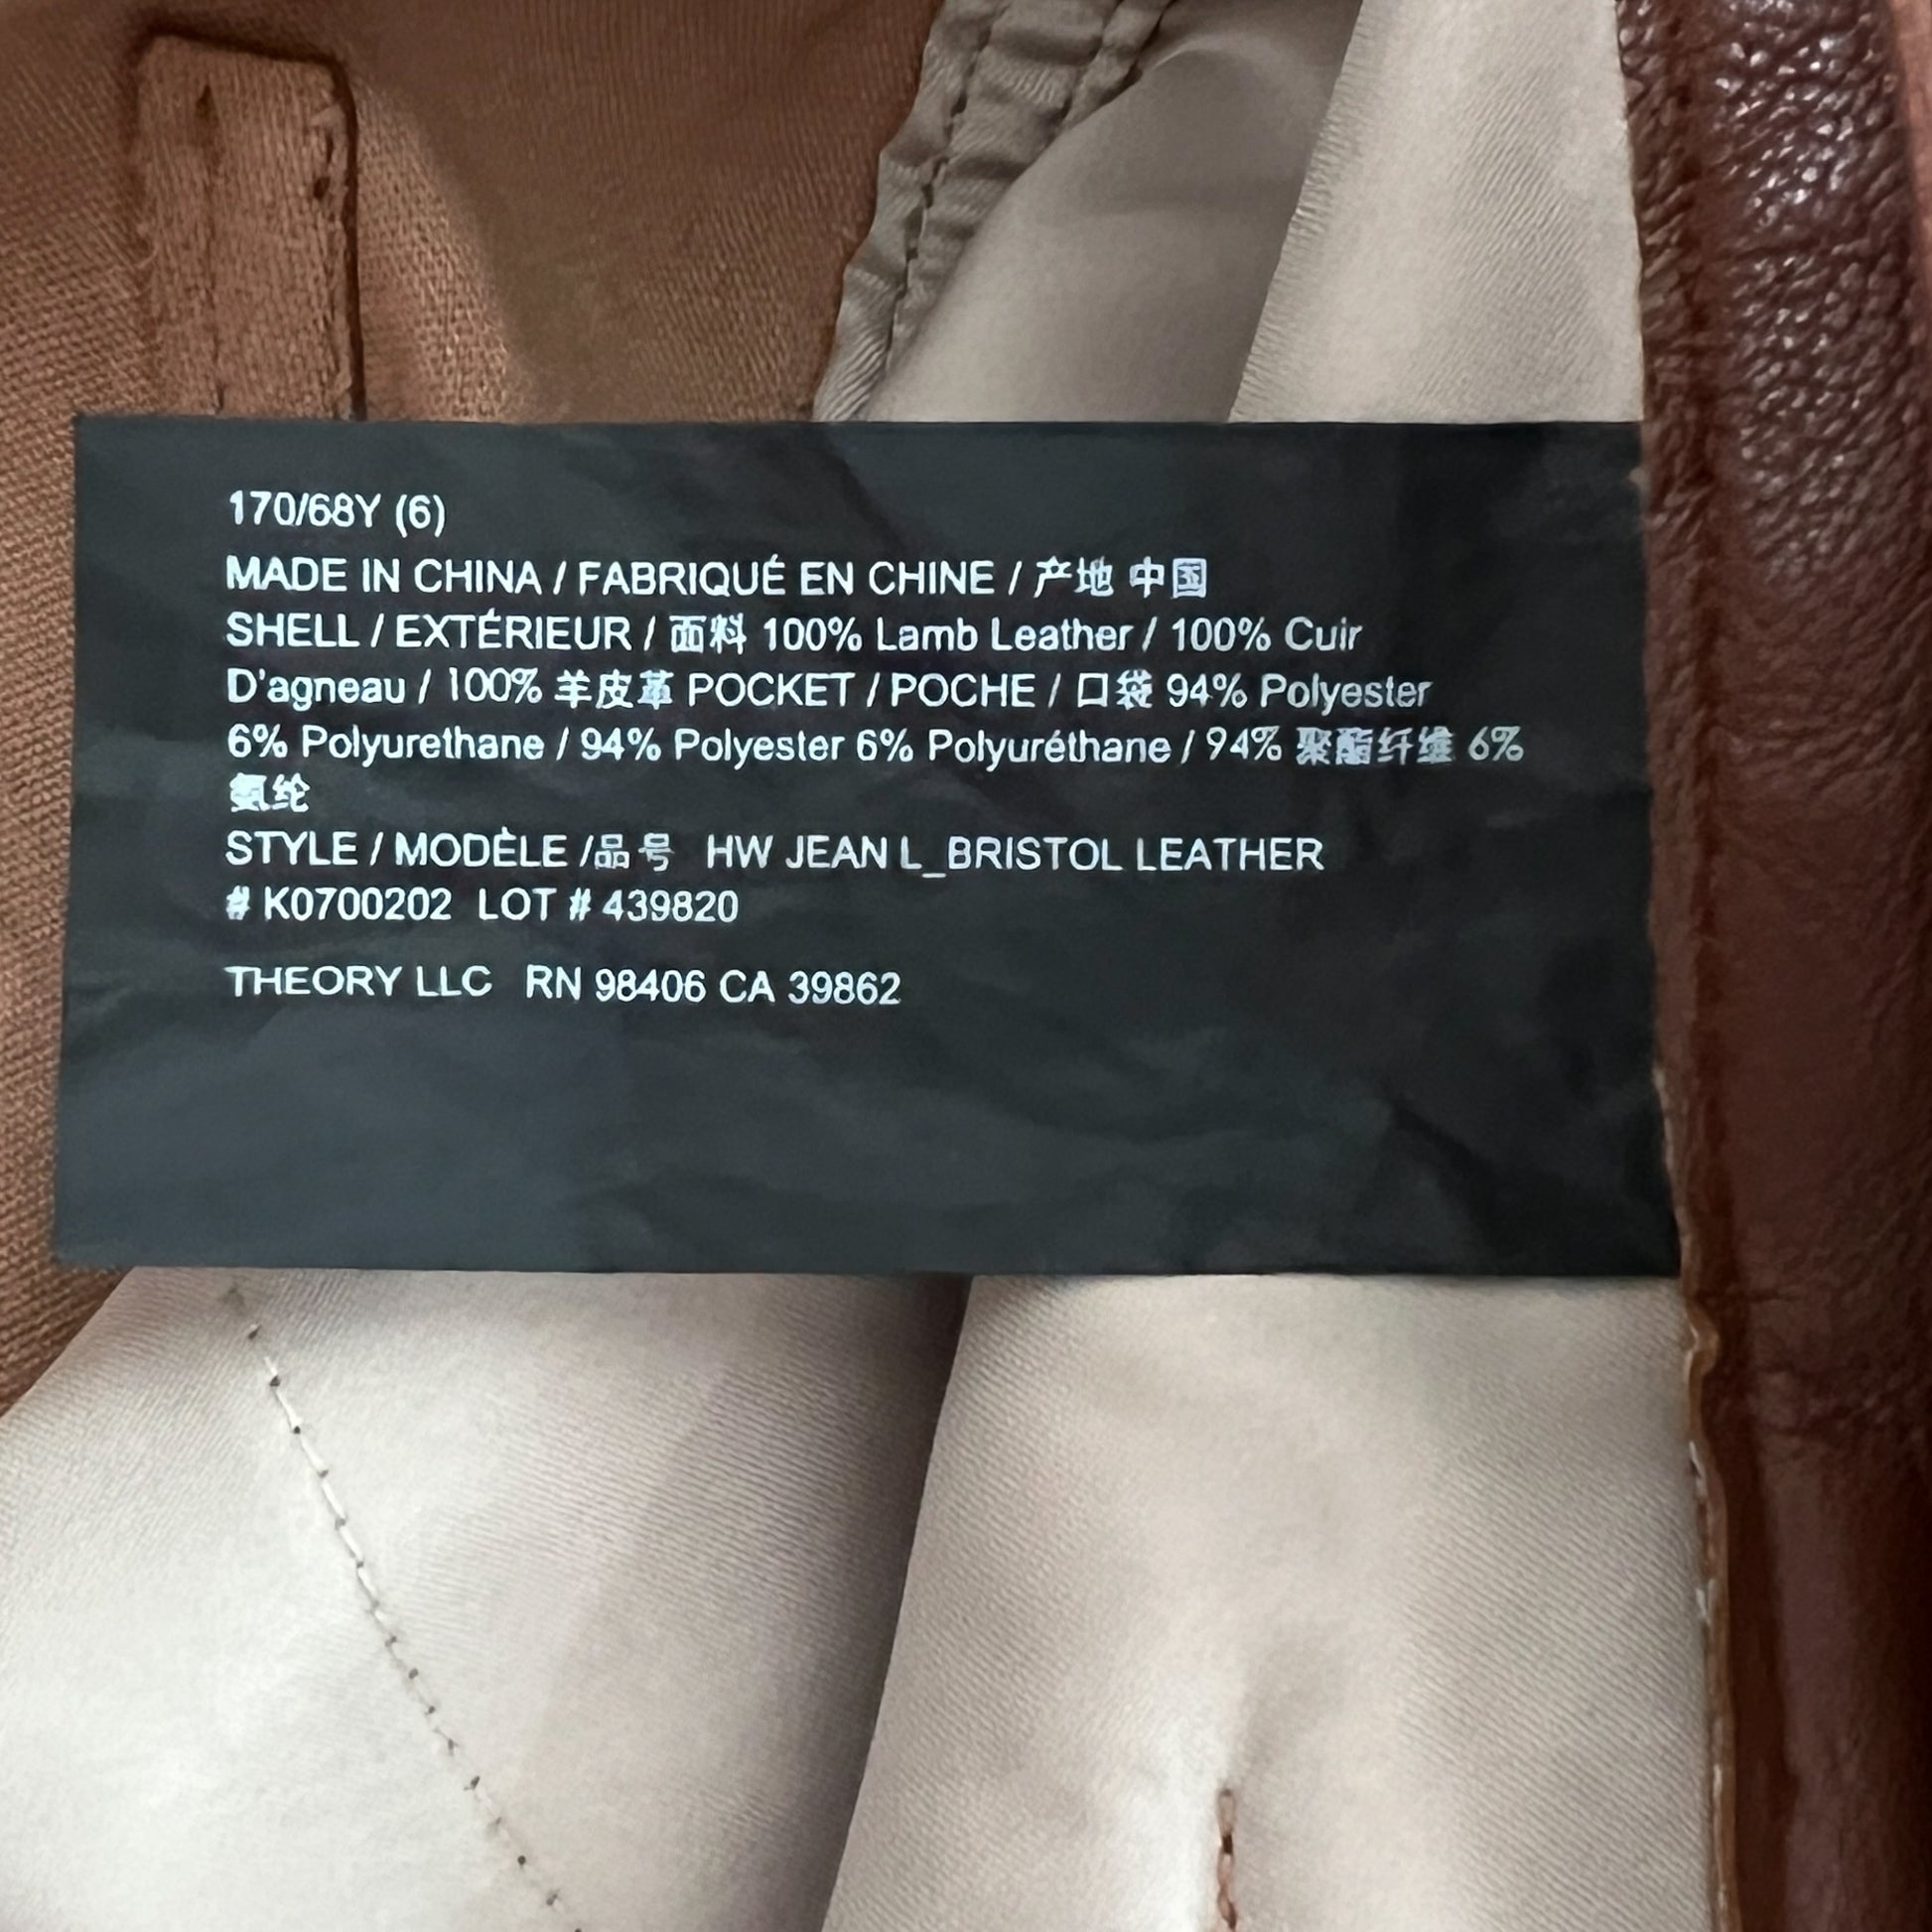 170/68Y (6)
MADE IN CHINA / FABRIQUÉ EN CHINE / 产地 中国
SHELL / EXTÉRIEUR / 面料 100% Lamb Leather / 100% Cuir
D'agneau / 100% 羊皮革 POCKET / POCHE / 口袋 94% Polyester
6% Polyurethane / 94% Polyester 6% Polyuréthane / 94% 聚酯纤维 6%
氨纶
STYLE / MODÈLE /品号 HW JEAN L_BRISTOL LEATHER
# K0700202 LOT # 439820
THEORY LLC RN 98406 CA 39862